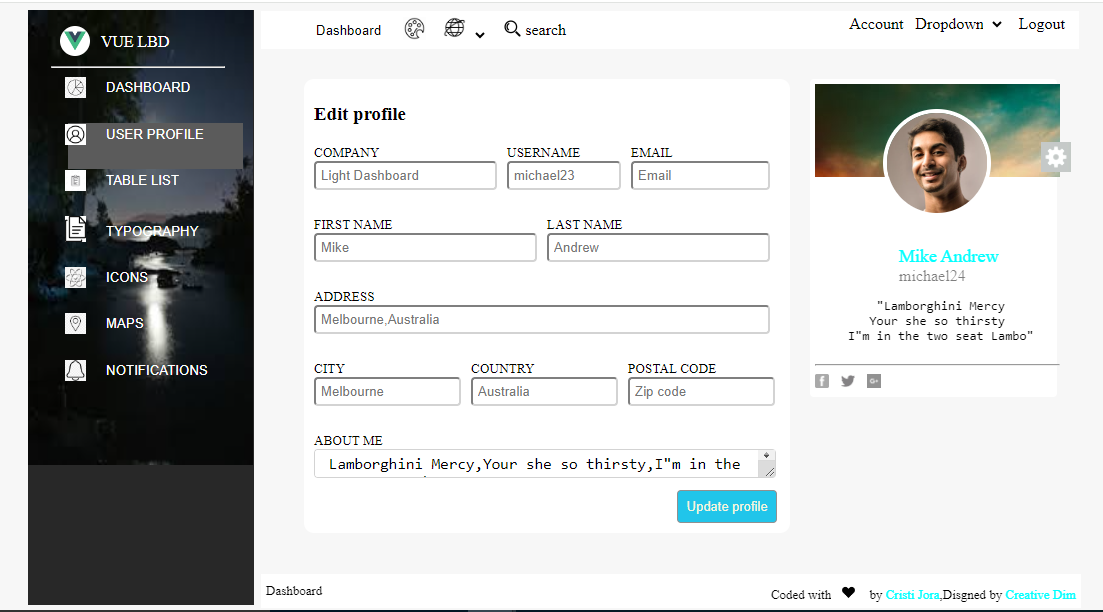 VUE LBD
DASHBOARD
USER PROFILE
TABLE LIST
TYPOGRAPHY
ICONS
MAPS
NOTIFICATIONS
Dashboard search Account Dropdown Logout
Edit profile
COMPANY USERNAME EMAIL
Light Dashboard michael23 Email
FIRST NAME LAST NAME
Mike Andrew
ADDRESS
Melbourne,Australia
CITY COUNTRY POSTAL CODE
Melbourne Australia Zip code
ABOUT ME
Lamborghini Mercy,Your she so thirsty,I"m in the
Update profile
Mike Andrew
michael24
"Lamborghini Mercy
Your she so thirsty
I"m in the two seat Lambo"
Dashboard Coded with by Cristi Jora,Disgned by Creative Dim